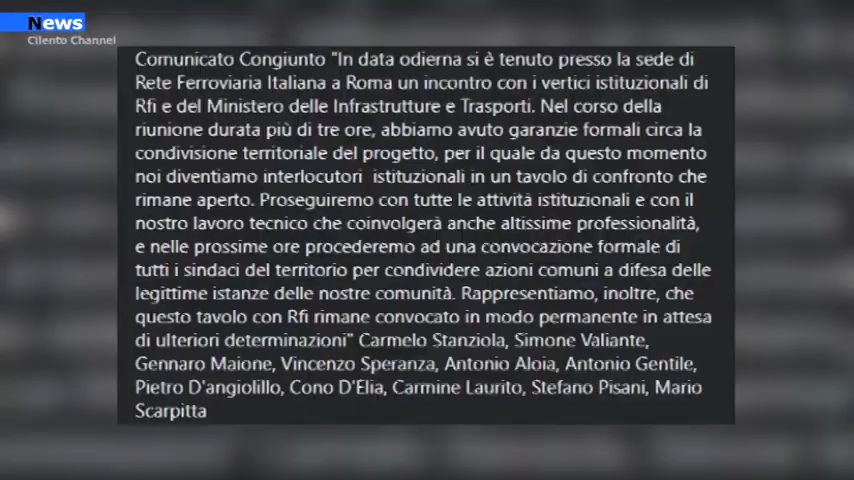 News
Cilento Channel
Comunicato Congiunto "In data odierna si è tenuto presso la sede di
Rete Ferroviaria Italiana a Roma un incontro con i vertici istituzionali di
Rfi e del Ministero delle Infrastrutture e Trasporti. Nel corso della
riunione durata più di tre ore, abbiamo avuto garanzie formali circa la
condivisione territoriale del progetto, per il quale da questo momento
noi diventiamo interlocutori  istituzionali in un tavolo di confronto che
rimane aperto. Proseguiremo con tutte le attività istituzionali e con il
nostro lavoro tecnico che coinvolgerà anche altissime professionalità,
e nelle prossime ore procederemo ad una convocazione formale di
tutti i sindaci del territorio per condividere azioni comuni a difesa delle
legittime istanze delle nostre comunità. Rappresentiamo, inoltre, che
questo tavolo con Rfi rimane convocato in modo permanente in attesa
di ulteriori determinazioni" Carmelo Stanziola, Simone Valiante,
Gennaro Maione, Vincenzo Speranza, Antonio Aloia, Antonio Gentile,
Pietro D'angiolillo, Cono D'Elia, Carmine Laurito, Stefano Pisani, Mario
Scarpitta